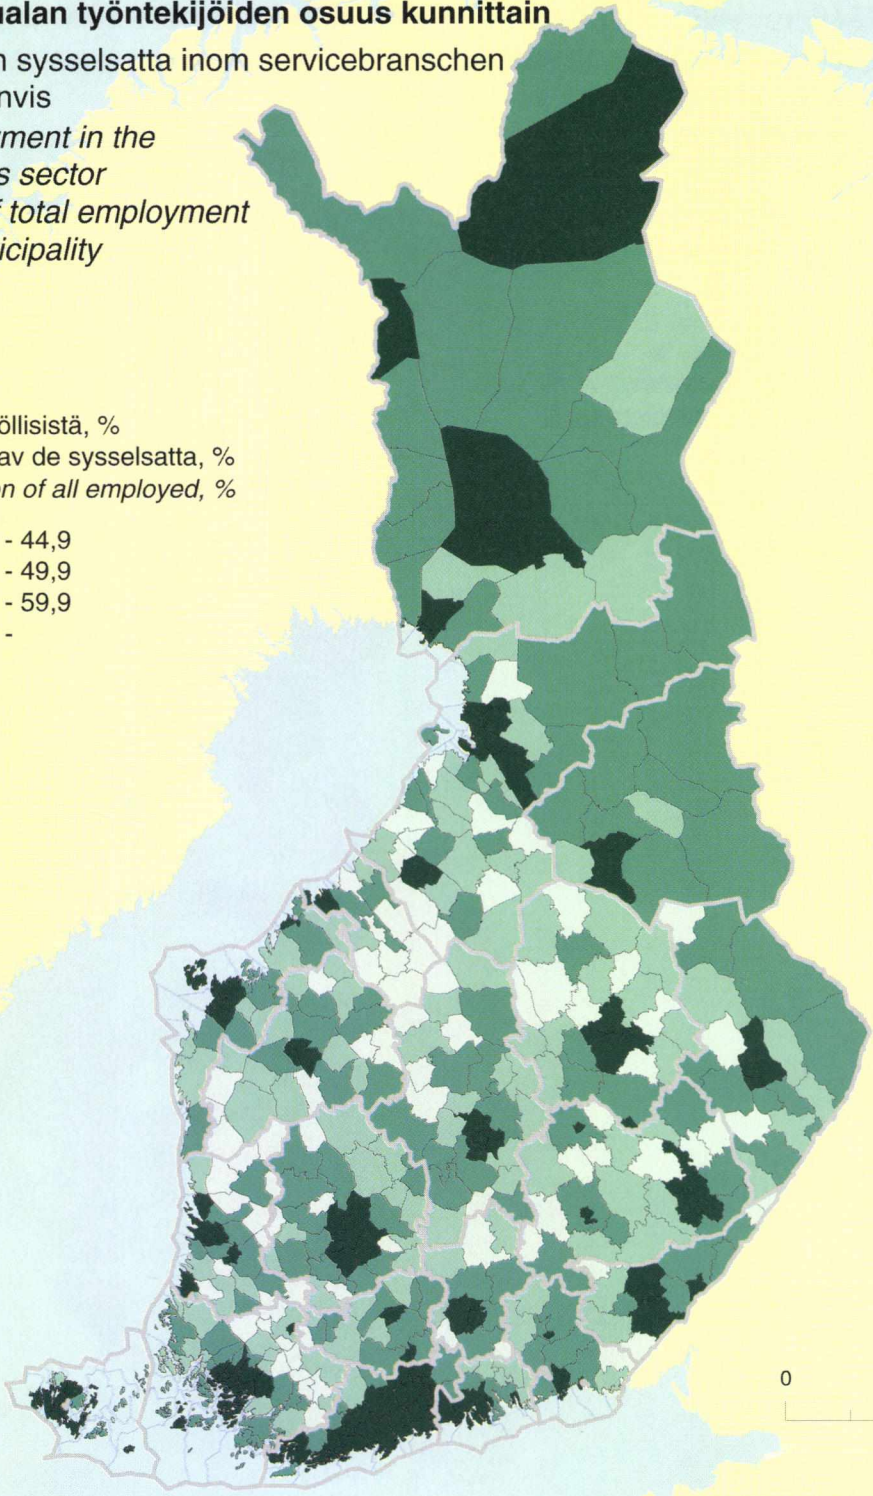 ualan työntekijöiden osuus kunnittain
n sysselsatta inom servicebranschen
nvis
ment in the
s sector
f total employment
icipality
öllisistä, %
av de sysselsatta, %
n of all employed, %
- 44,9
- 49,9
- 59,9
-
0